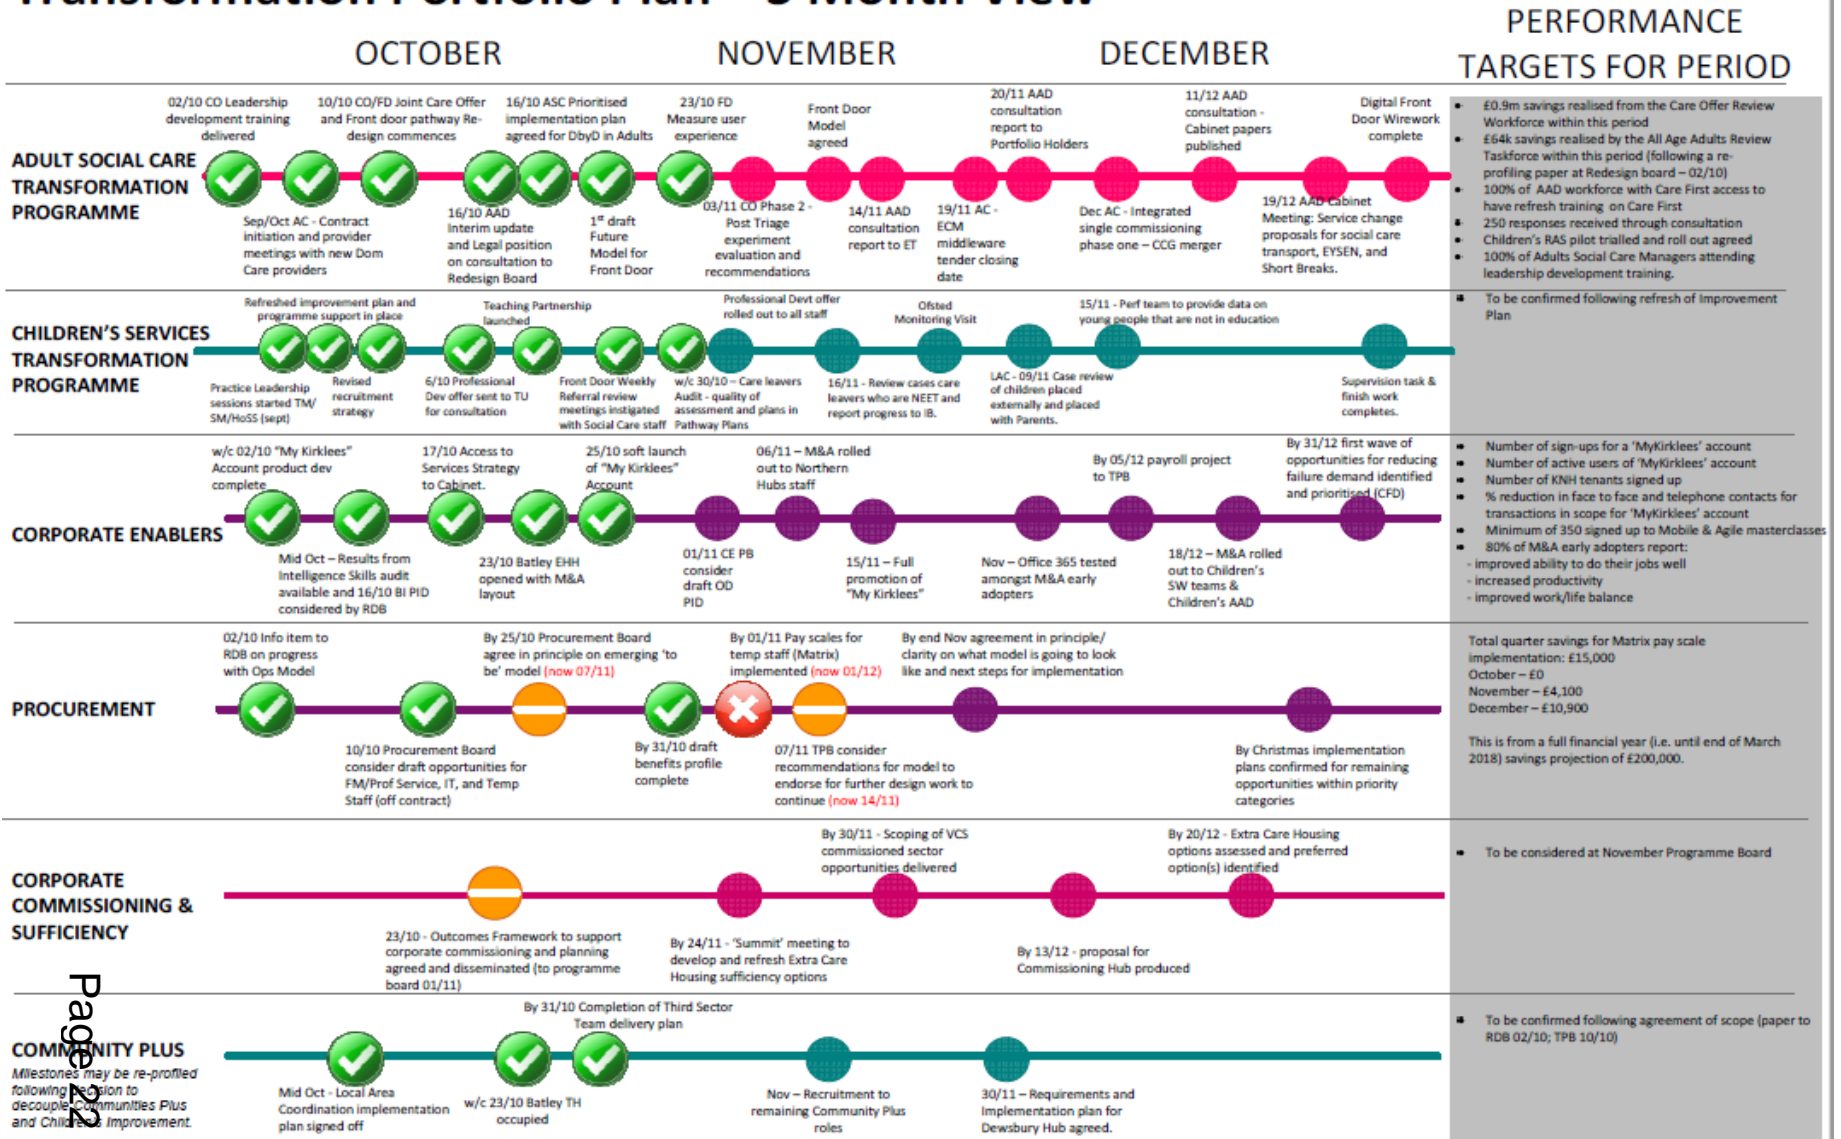 Transformation Portfolio Plan – 3 Month View
OCTOBER
NOVEMBER
DECEMBER
PERFORMANCE
TARGETS FOR PERIOD
ADULT SOCIAL CARE
TRANSFORMATION
PROGRAMME
02/10 CO Leadership
development training
delivered
10/10 CO/FD Joint Care Offer
and Front door pathway Re-
design commences
16/10 ASC Prioritised
implementation plan
agreed for DbyD in Adults
23/10 FD
Measure user
experience
Front Door
Model
agreed
20/11 AAD
consultation
report to
Portfolio Holders
11/12 AAD
consultation -
Cabinet papers
published
Digital Front
Door Wirework
complete
Sep/Oct AC - Contract
initiation and provider
meetings with new Dom
Care providers
16/10 AAD
Interim update
and Legal position
on consultation to
Redesign Board
1st draft
Future
Model for
Front Door
03/11 CO Phase 2 -
Post Triage
experiment
evaluation and
recommendations
14/11 AAD
consultation
report to ET
19/11 AC -
ECM
middleware
tender closing
date
Dec AC - Integrated
single commissioning
phase one – CCG merger
19/12 AAD Cabinet
Meeting: Service change
proposals for social care
transport, EYSEN, and
Short Breaks.
£0.9m savings realised from the Care Offer Review
Workforce within this period
£64k savings realised by the All Age Adults Review
Taskforce within this period (following a re-
profiling paper at Redesign board – 02/10)
100% of AAD workforce with Care First access to
have refresh training on Care First
250 responses received through consultation
Children's RAS pilot trialled and roll out agreed
100% of Adults Social Care Managers attending
leadership development training.
CHILDREN'S SERVICES
TRANSFORMATION
PROGRAMME
Refreshed improvement plan and
programme support in place
Teaching Partnership
launched
Professional Devt offer
rolled out to all staff
Ofsted
Monitoring Visit
15/11 - Perf team to provide data on
young people that are not in education
Practice Leadership
sessions started TM/
SM/HoSS (sept)
Revised
recruitment
strategy
6/10 Professional
Dev offer sent to TU
for consultation
Front Door Weekly
Referral review
meetings instigated
with Social Care staff
w/c 30/10 – Care leavers
Audit - quality of
assessment and plans in
Pathway Plans
16/11 - Review cases care
leavers who are NEET and
report progress to IB.
LAC - 09/11 Case review
of children placed
externally and placed
with Parents.
Supervision task &
finish work
completes.
To be confirmed following refresh of Improvement
Plan
CORPORATE ENABLERS
w/c 02/10 "My Kirklees"
Account product dev
complete
17/10 Access to
Services Strategy
to Cabinet.
25/10 soft launch
of "My Kirklees"
Account
06/11 – M&A rolled
out to Northern
Hubs staff
By 05/12 payroll project
to TPB
By 31/12 first wave of
opportunities for reducing
failure demand identified
and prioritised (CFD)
Mid Oct – Results from
Intelligence Skills audit
available and 16/10 BI PID
considered by RDB
23/10 Batley EHH
opened with M&A
layout
01/11 CE PB
consider
draft OD
PID
15/11 – Full
promotion of
"My Kirklees"
Nov – Office 365 tested
amongst M&A early
adopters
18/12 – M&A rolled
out to Children's
SW teams &
Children's AAD
Number of sign-ups for a 'MyKirklees' account
Number of active users of 'MyKirklees' account
Number of KNH tenants signed up
% reduction in face to face and telephone contacts for
transactions in scope for 'MyKirklees' account
Minimum of 350 signed up to Mobile & Agile masterclasses
80% of M&A early adopters report:
- improved ability to do their jobs well
- increased productivity
- improved work/life balance
PROCUREMENT
02/10 Info item to
RDB on progress
with Ops Model
By 25/10 Procurement Board
agree in principle on emerging 'to
be' model (now 07/11)
By 01/11 Pay scales for
temp staff (Matrix)
implemented (now 01/12)
By end Nov agreement in principle/
clarity on what model is going to look
like and next steps for implementation
10/10 Procurement Board
consider draft opportunities for
FM/Prof Service, IT, and Temp
Staff (off contract)
By 31/10 draft
benefits profile
complete
07/11 TPB consider
recommendations for model to
endorse for further design work to
continue (now 14/11)
By Christmas implementation
plans confirmed for remaining
opportunities within priority
categories
Total quarter savings for Matrix pay scale
implementation: £15,000
October – £0
November – £4,100
December – £10,900
This is from a full financial year (i.e. until end of March
2018) savings projection of £200,000.
CORPORATE
COMMISSIONING &
SUFFICIENCY
By 30/11 - Scoping of VCS
commissioned sector
opportunities delivered
By 20/12 - Extra Care Housing
options assessed and preferred
option(s) identified
23/10 - Outcomes Framework to support
corporate commissioning and planning
agreed and disseminated (to programme
board 01/11)
By 24/11 - 'Summit' meeting to
develop and refresh Extra Care
Housing sufficiency options
By 13/12 - proposal for
Commissioning Hub produced
To be considered at November Programme Board
COMMUNITY PLUS
Milestones may be re-profiled
following decision to
decouple Communities Plus
and Children's Improvement.
By 31/10 Completion of Third Sector
Team delivery plan
Mid Oct - Local Area
Coordination implementation
plan signed off
w/c 23/10 Batley TH
occupied
Nov – Recruitment to
remaining Community Plus
roles
30/11 – Requirements and
Implementation plan for
Dewsbury Hub agreed.
To be confirmed following agreement of scope (paper to
RDB 02/10; TPB 10/10)
Page 22